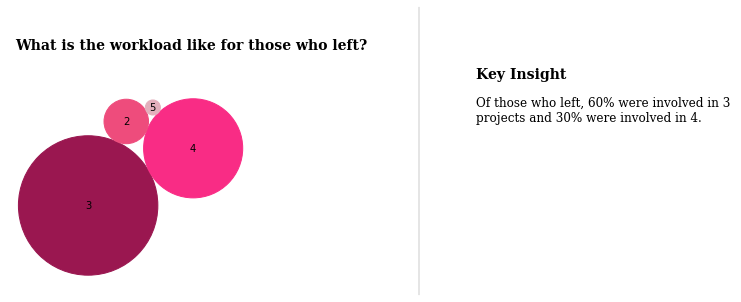 What is the workload like for those who left?
Key Insight
Of those who left, 60% were involved in 3
projects and 30% were involved in 4.
5
2
4
3